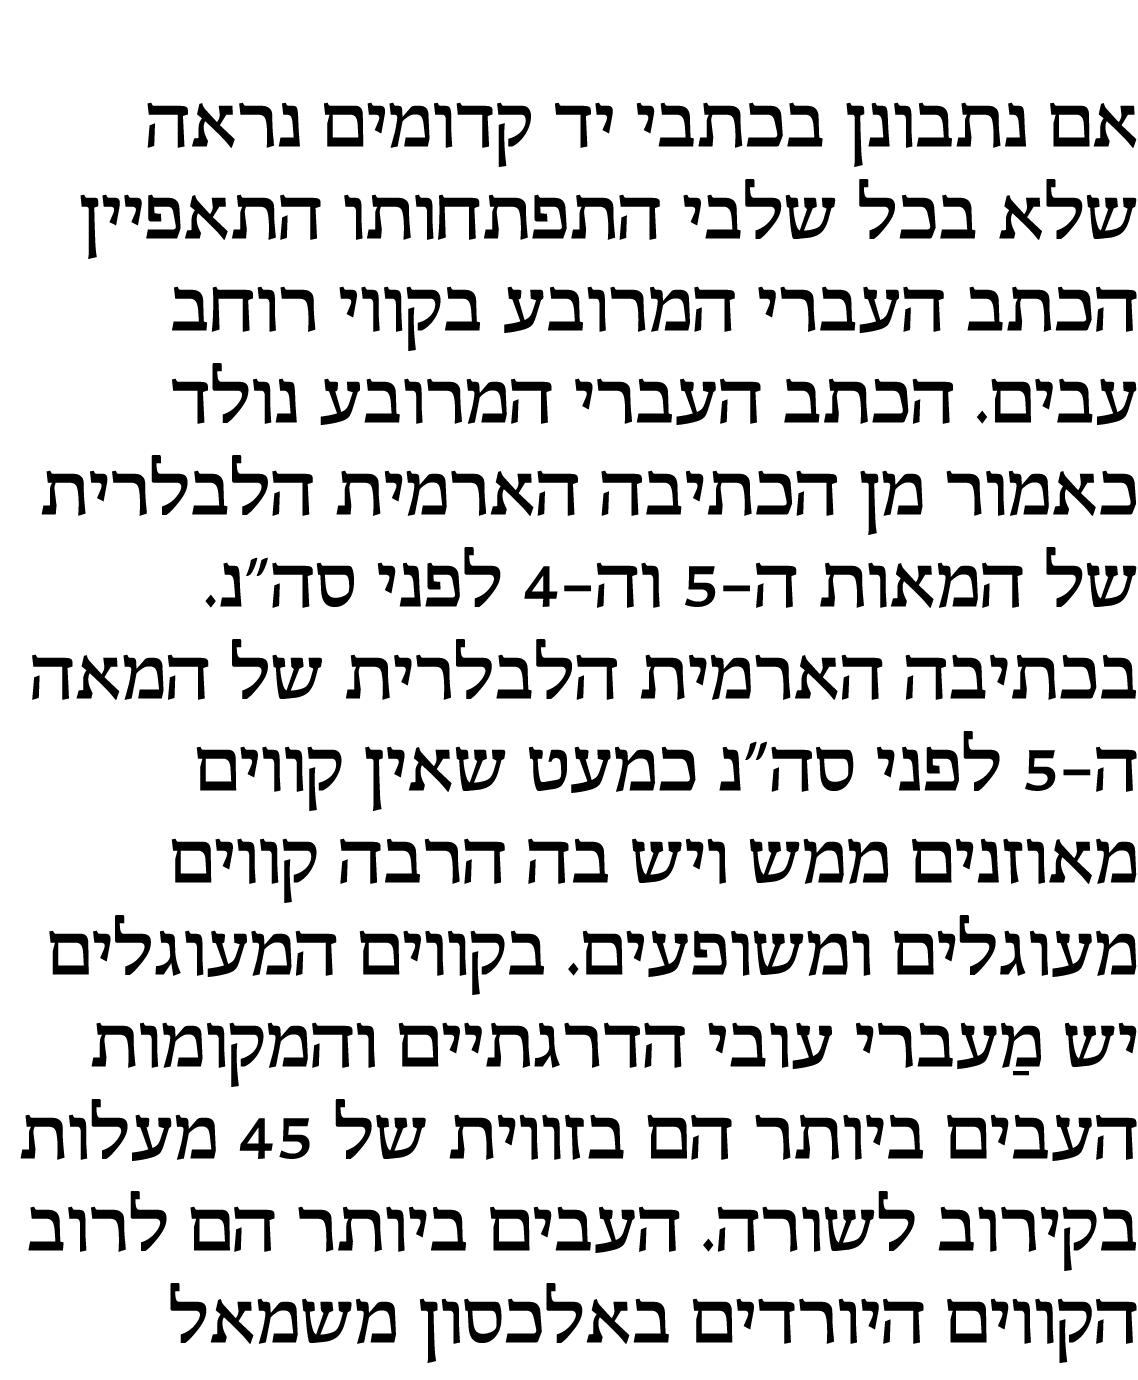 אם נתבונן בכתבי יד קדומים נראה
שלא בכל שלבי התפתחותו התאפיין
הכתב העברי המרובע בקווי רוחב
עבים. הכתב העברי המרובע נולד
כאמור מן הכתיבה הארמית הלבלרית
של המאות ה–5 וה–4 לפני סה״נ.
בכתיבה הארמית הלבלרית של המאה
ה–5 לפני סה״נ כמעט שאין קווים
מאוזנים ממש ויש בה הרבה קווים
מעוגלים ומשופעים. בקווים המעוגלים
יש מַעברי עובי הדרגתיים והמקומות
העבים ביותר הם בזווית של 45 מעלות
בקירוב לשורה. העבים ביותר הם לרוב
הקווים היורדים באלכסון משמאל